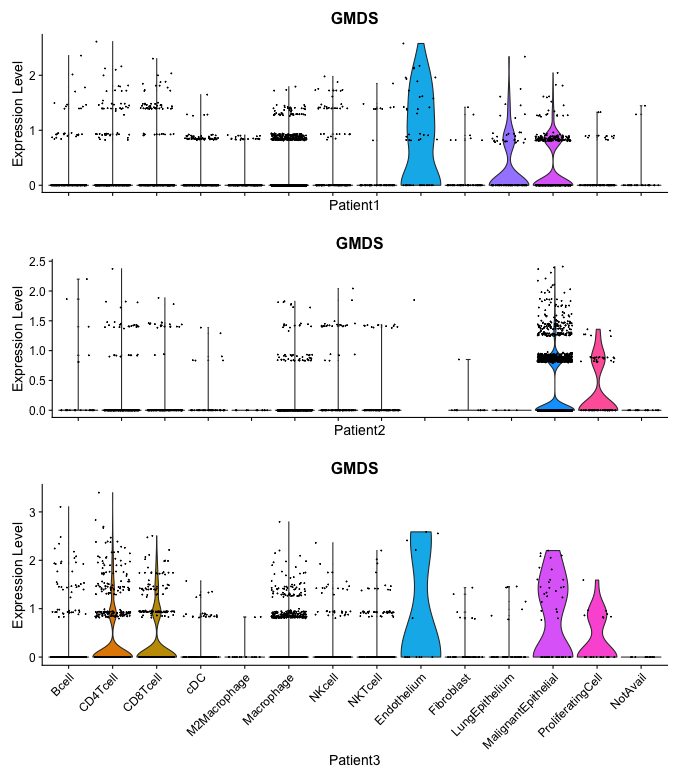 GMDS
Expression Level
2
1
0
Patient1
GMDS
Expression Level
2.5
2.0
1.5
1.0
0.5
0.0
Patient2
GMDS
Expression Level
3
2
1
0
Bcell
CD4Tcell
CD8Tcell
cDC
M2Macrophage
Macrophage
NKcell
NKTcell
Endothelium
Fibroblast
LungEpithelium
MalignantEpithelial
ProliferatingCell
NotAvail
Patient3